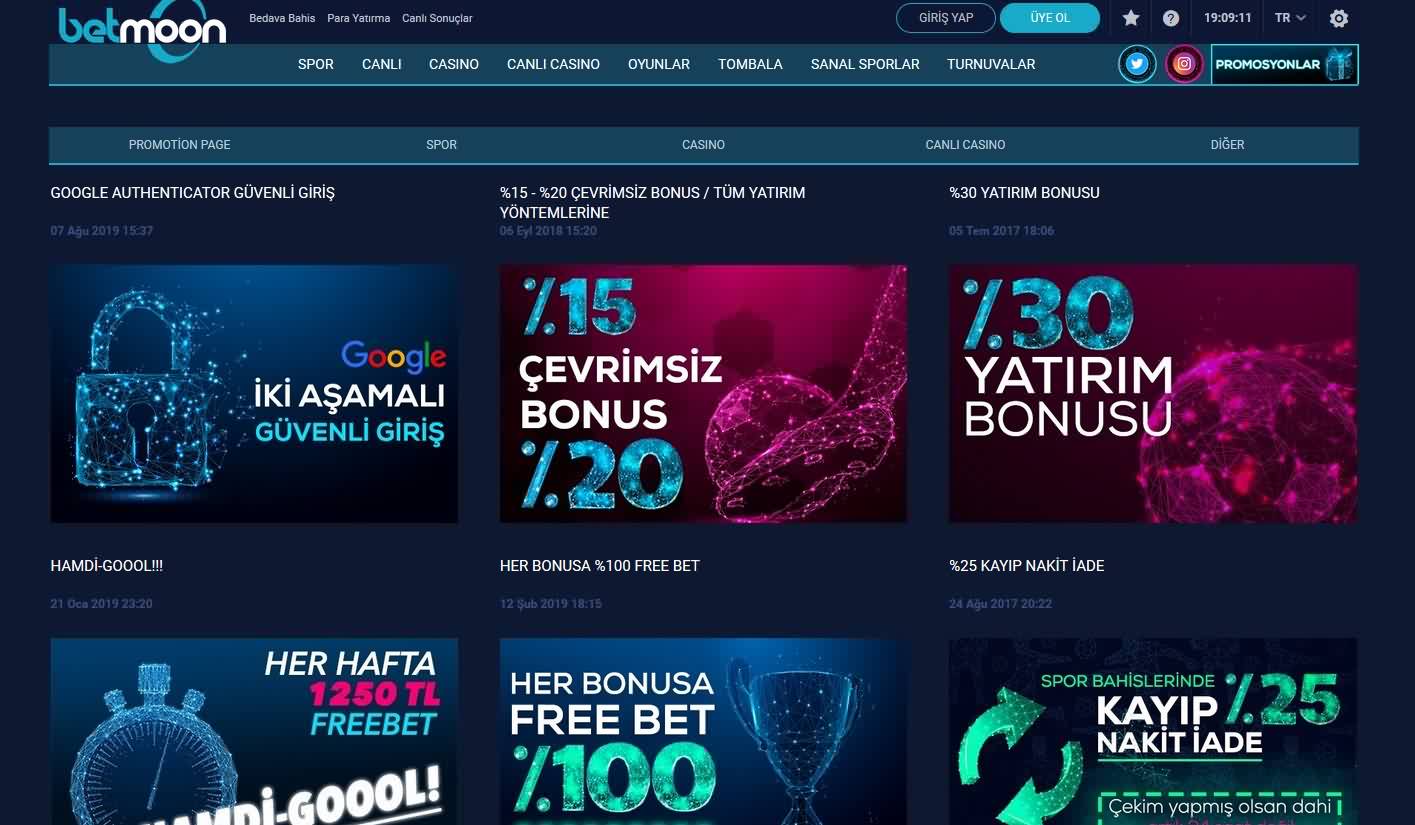 betmoon
Bedava Bahis Para Yatırma Canlı Sonuçlar
GİRİŞ YAP
ÜYE OL
19:09:11
TR
SPOR CANLI CASINO CANLI CASINO OYUNLAR TOMBALA SANAL SPORLAR TURNUVALAR
PROMOSYONLAR
PROMOTİON PAGE SPOR CASINO CANLI CASINO DİĞER
GOOGLE AUTHENTICATOR GÜVENLİ GİRİŞ
07 Ağu 2019 15:37
%15 - %20 ÇEVRİMSİZ BONUS / TÜM YATIRIM
YÖNTEMLERİNE
06 Eyl 2018 15:20
%30 YATIRIM BONUSU
05 Tem 2017 18:06
Google
İKİ AŞAMALI
GÜVENLİ GİRİŞ
%15
ÇEVRİMSİZ
BONUS
%20
%30
YATIRIM
BONUSU
HAMDİ-GOOOL!!!
21 Oca 2019 23:20
HER BONUSA %100 FREE BET
12 Şub 2019 18:15
%25 KAYIP NAKİT İADE
24 Ağu 2017 20:22
HER HAFTA
1250 TL
FREEBET
HAMDİ-GOOOL!
HER BONUSA
FREE BET
%100
SPOR BAHİSLERİNDE %25
KAYIP
NAKİT İADE
Çekim yapmış olsan dahi